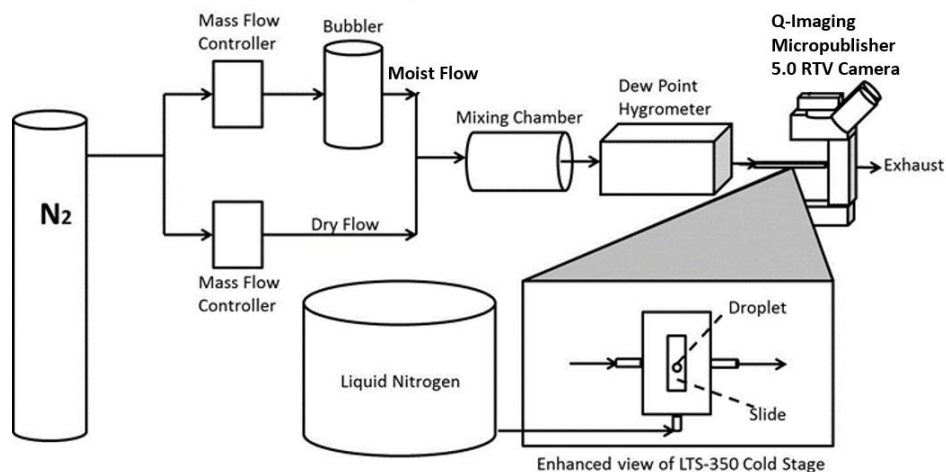 Mass Flow
Controller
Bubbler
Moist Flow
Q-Imaging
Micropublisher
5.0 RTV Camera
Dew Point
Hygrometer
Mixing Chamber
Exhaust
N2
Dry Flow
Mass Flow
Controller
Droplet
Liquid Nitrogen
Slide
Enhanced view of LTS-350 Cold Stage